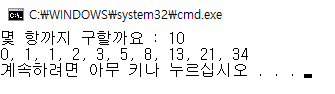 C:\WINDOWS\system32\cmd.exe
몇 항까지 구할까요 : 10
0, 1, 1, 2, 3, 5, 8, 13, 21, 34
계속하려면 아무 키나 누르십시오 . . .